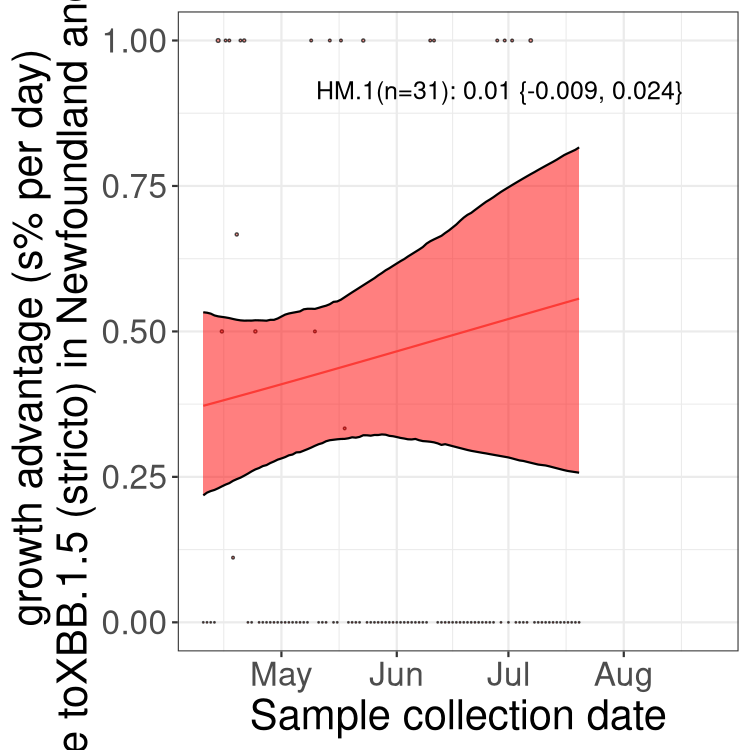 growth advantage (s% per day)
toXBB.1.5 (stricto) in Newfoundland
1.00
0.75
0.50
0.25
0.00
HM.1(n=31): 0.01 {-0.009, 0.024}
May Jun Jul Aug
Sample collection date